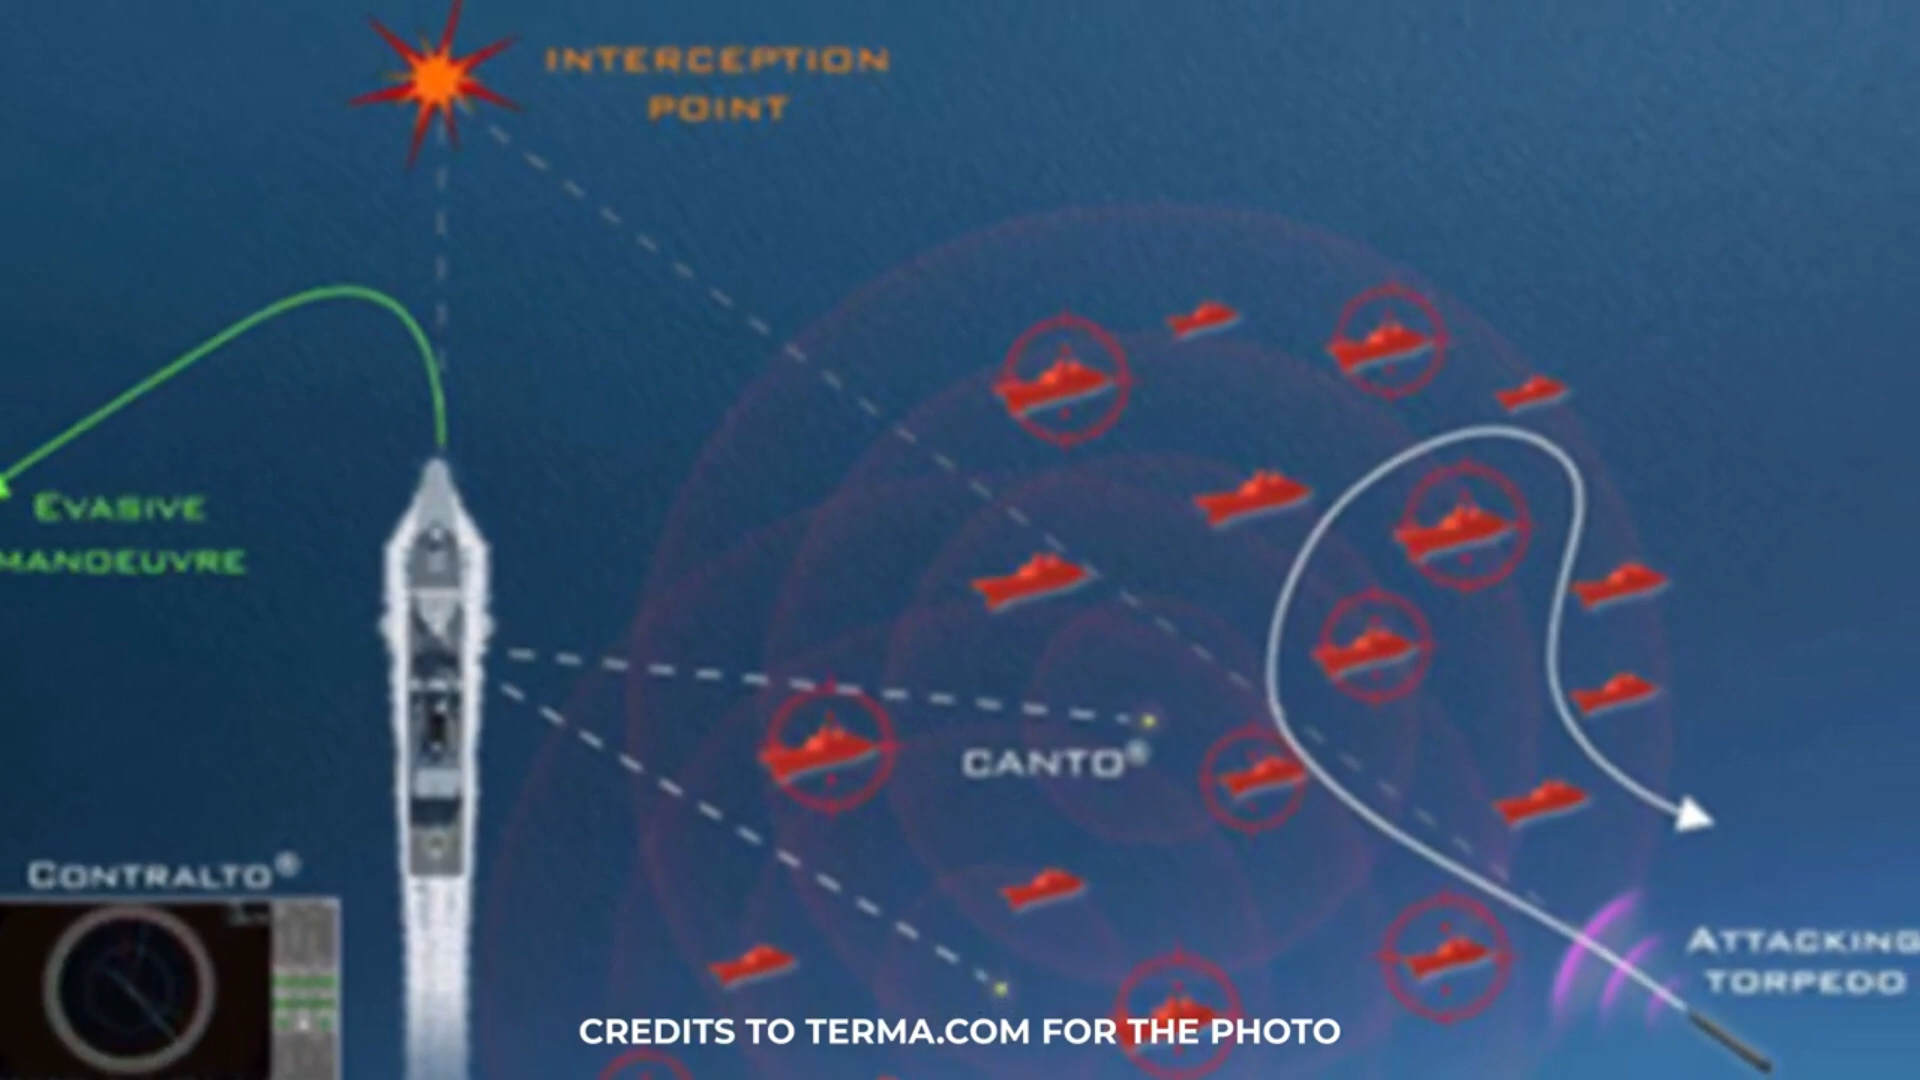 INTERCEPTION
POINT
EVASIVE
MANOEUVRE
CANTO®
CONTRALTO®
ATTACKING
TORPEDO
CREDITS TO TERMA.COM FOR THE PHOTO